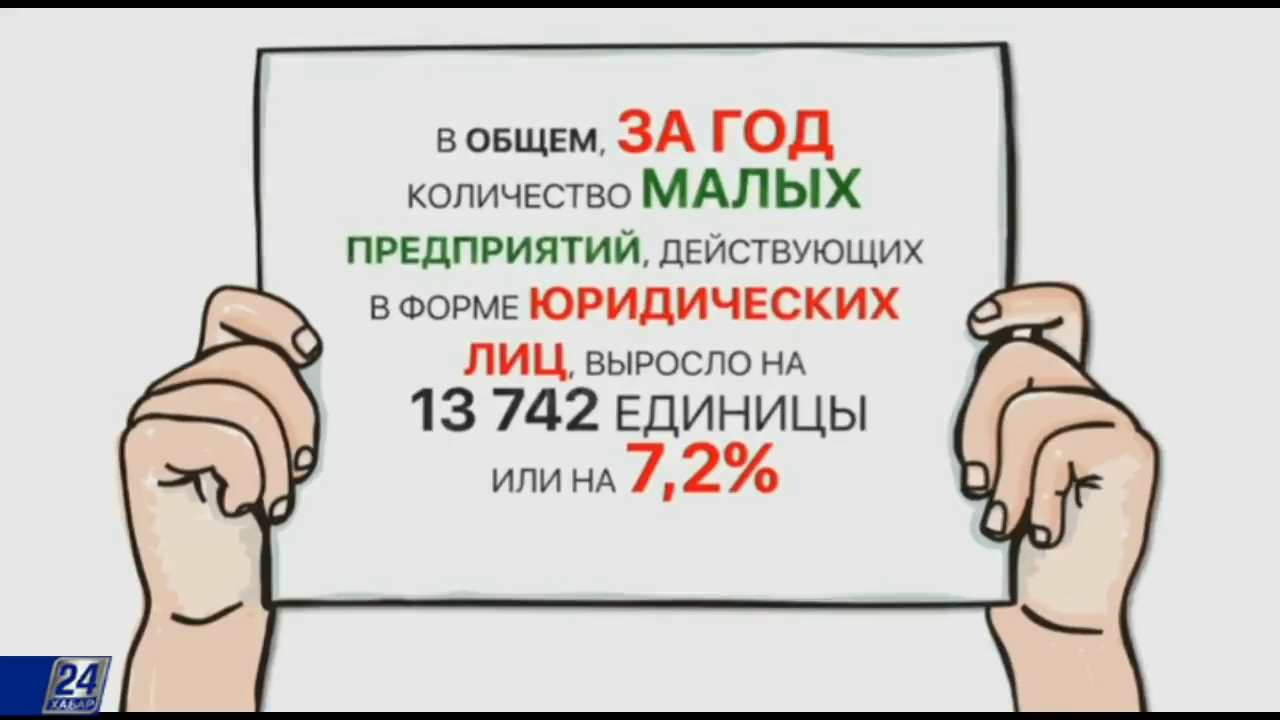 В ОБЩЕМ, ЗА ГОД
КОЛИЧЕСТВО МАЛЫХ
ПРЕДПРИЯТИЙ, ДЕЙСТВУЮЩИХ
В ФОРМЕ ЮРИДИЧЕСКИХ
ЛИЦ, ВЫРОСЛО НА
13 742 ЕДИНИЦЫ
ИЛИ НА 7,2%
24
ХАБАР